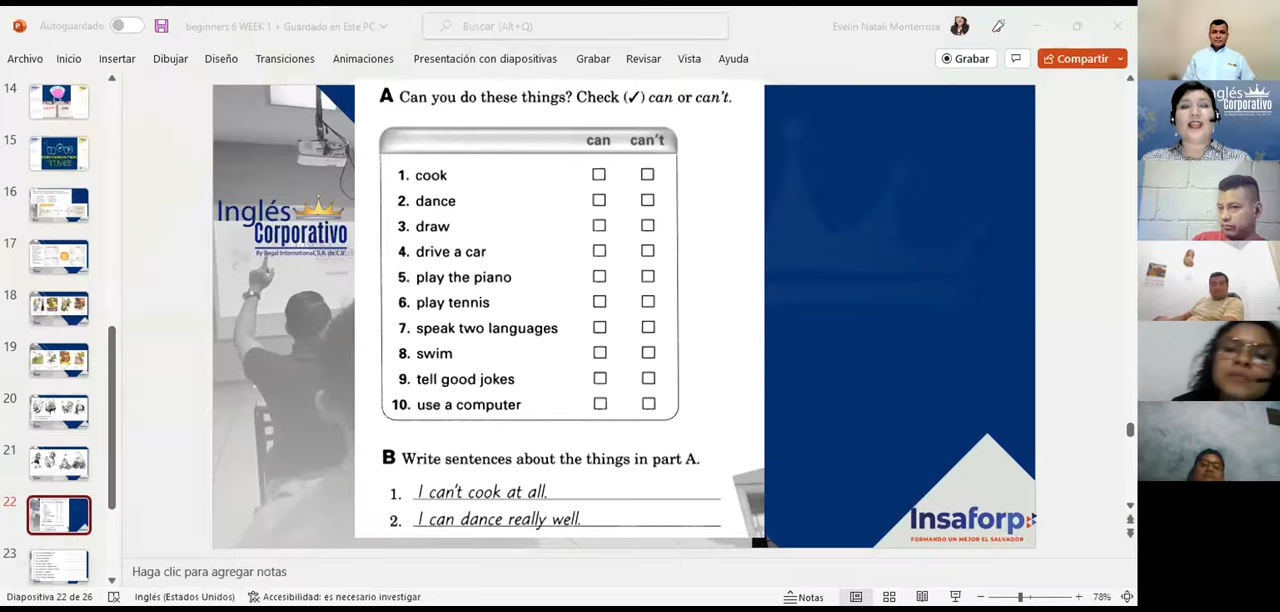 Autoguardado
beginners 6 WEEK 1 • Guardado en Este PC
Buscar (Alt+Q)
Evelin Natali Monterroza
Archivo Inicio Insertar Dibujar Diseño Transiciones Animaciones Presentación con diapositivas Grabar Revisar Vista Ayuda
Grabar
Compartir
14
15
16
17
18
19
20
21
22
23
A Can you do these things? Check (✓) can or can't.
can can't
1. cook
2. dance
3. draw
4. drive a car
5. play the piano
6. play tennis
7. speak two languages
8. swim
9. tell good jokes
10. use a computer
B Write sentences about the things in part A.
1. I can't cook at all.
2. I can dance really well.
Inglés
Corporativo
By Regal International, S.A. de C.V.
Insaforp
FORMANDO UN MEJOR EL SALVADOR
Inglés
Corporativo
Haga clic para agregar notas
Diapositiva 22 de 26
Inglés (Estados Unidos)
Accesibilidad: es necesario investigar
Notas
78%